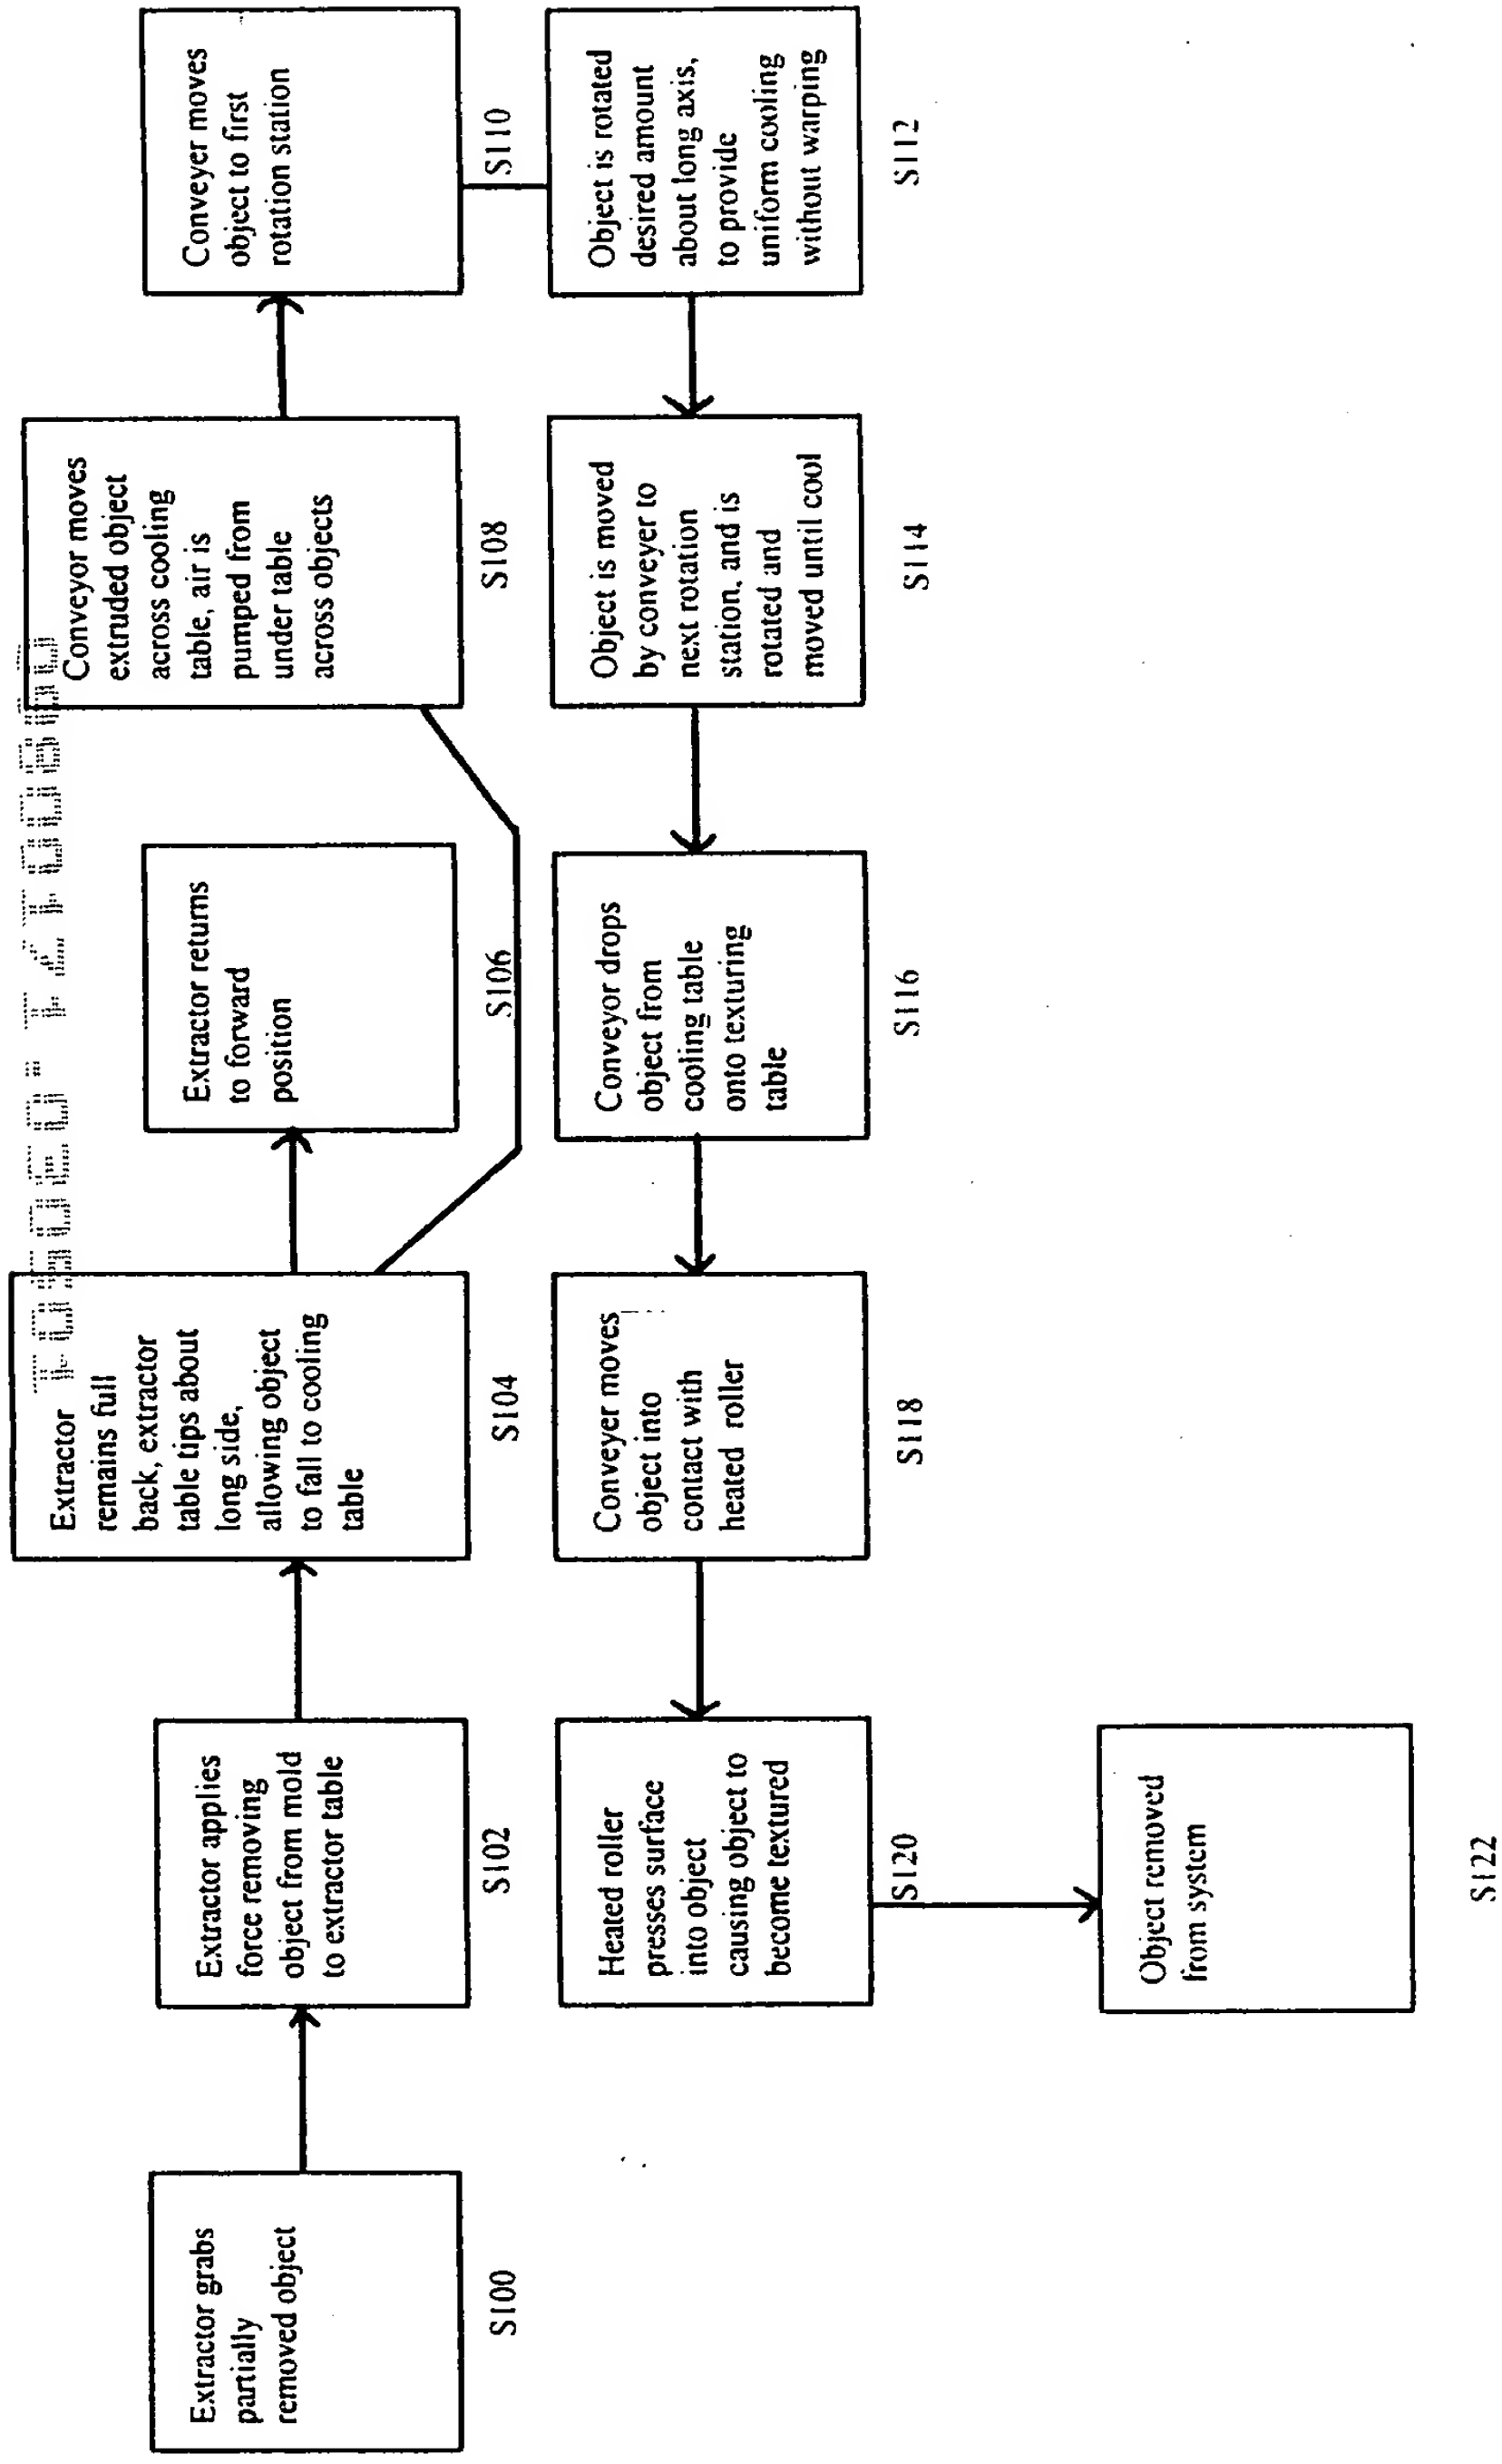 Extractor grabs
partially
removed object
S100
Extractor applies
force removing
object from mold
to extractor table
S102
Extractor
remains full
back, extractor
table tips about
long side,
allowing object
to fall to cooling
table
S104
Extractor returns
to forward
position
S106
Conveyor moves
extruded object
across cooling
table, air is
pumped from
under table
across objects
S108
Conveyer moves
object to first
rotation station
S110
Object is rotated
desired amount
about long axis,
to provide
uniform cooling
without warping
S112
Object is moved
by conveyer to
next rotation
station, and is
rotated and
moved until cool
S114
Conveyor drops
object from
cooling table
onto texturing
table
S116
Conveyer moves
object into
contact with
heated roller
S118
Heated roller
presses surface
into object
causing object to
become textured
S120
Object removed
from system
S122